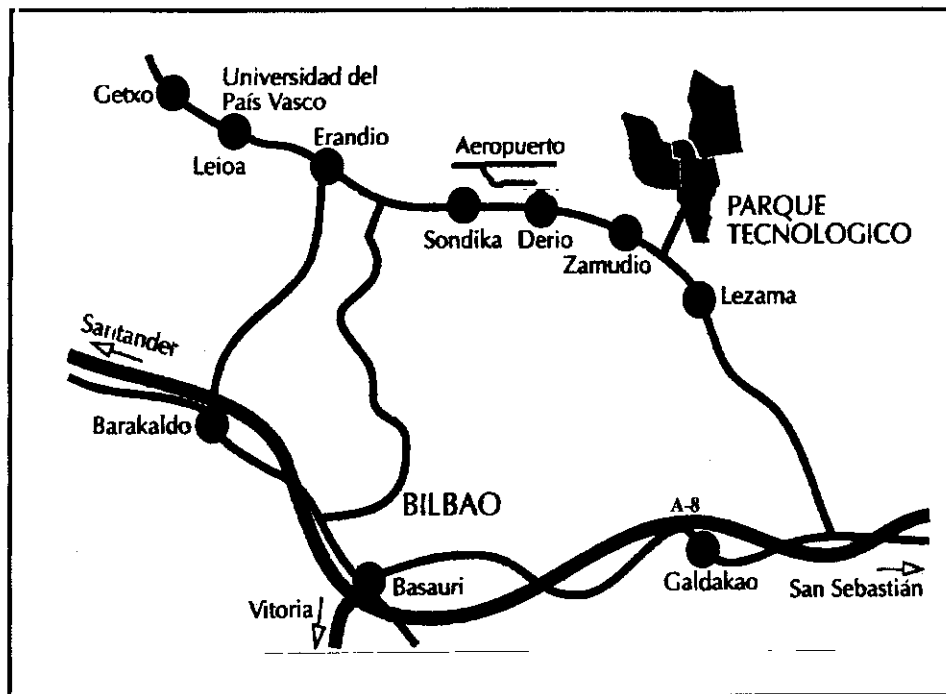 Universidad del
País Vasco
Getxo
Erandio
Leioa
Aeropuerto
PARQUE
TECNOLOGICO
Sondika
Derio
Zamudio
Lezama
Santander
Barakaldo
BILBAO
A-8
Basauri
Galdakao
San Sebastián
Vitoria